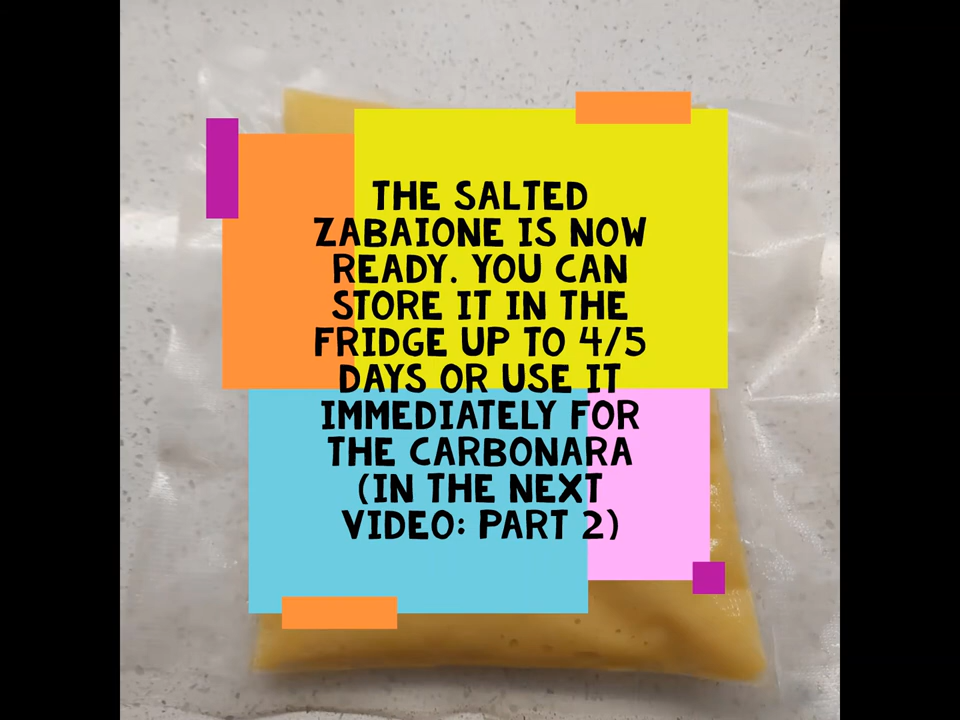 THE SALTED
ZABAIONE IS NOW
READY. YOU CAN
STORE IT IN THE
FRIDGE UP TO 4/5
DAYS OR USE IT
IMMEDIATELY FOR
THE CARBONARA
(IN THE NEXT
VIDEO: PART 2)